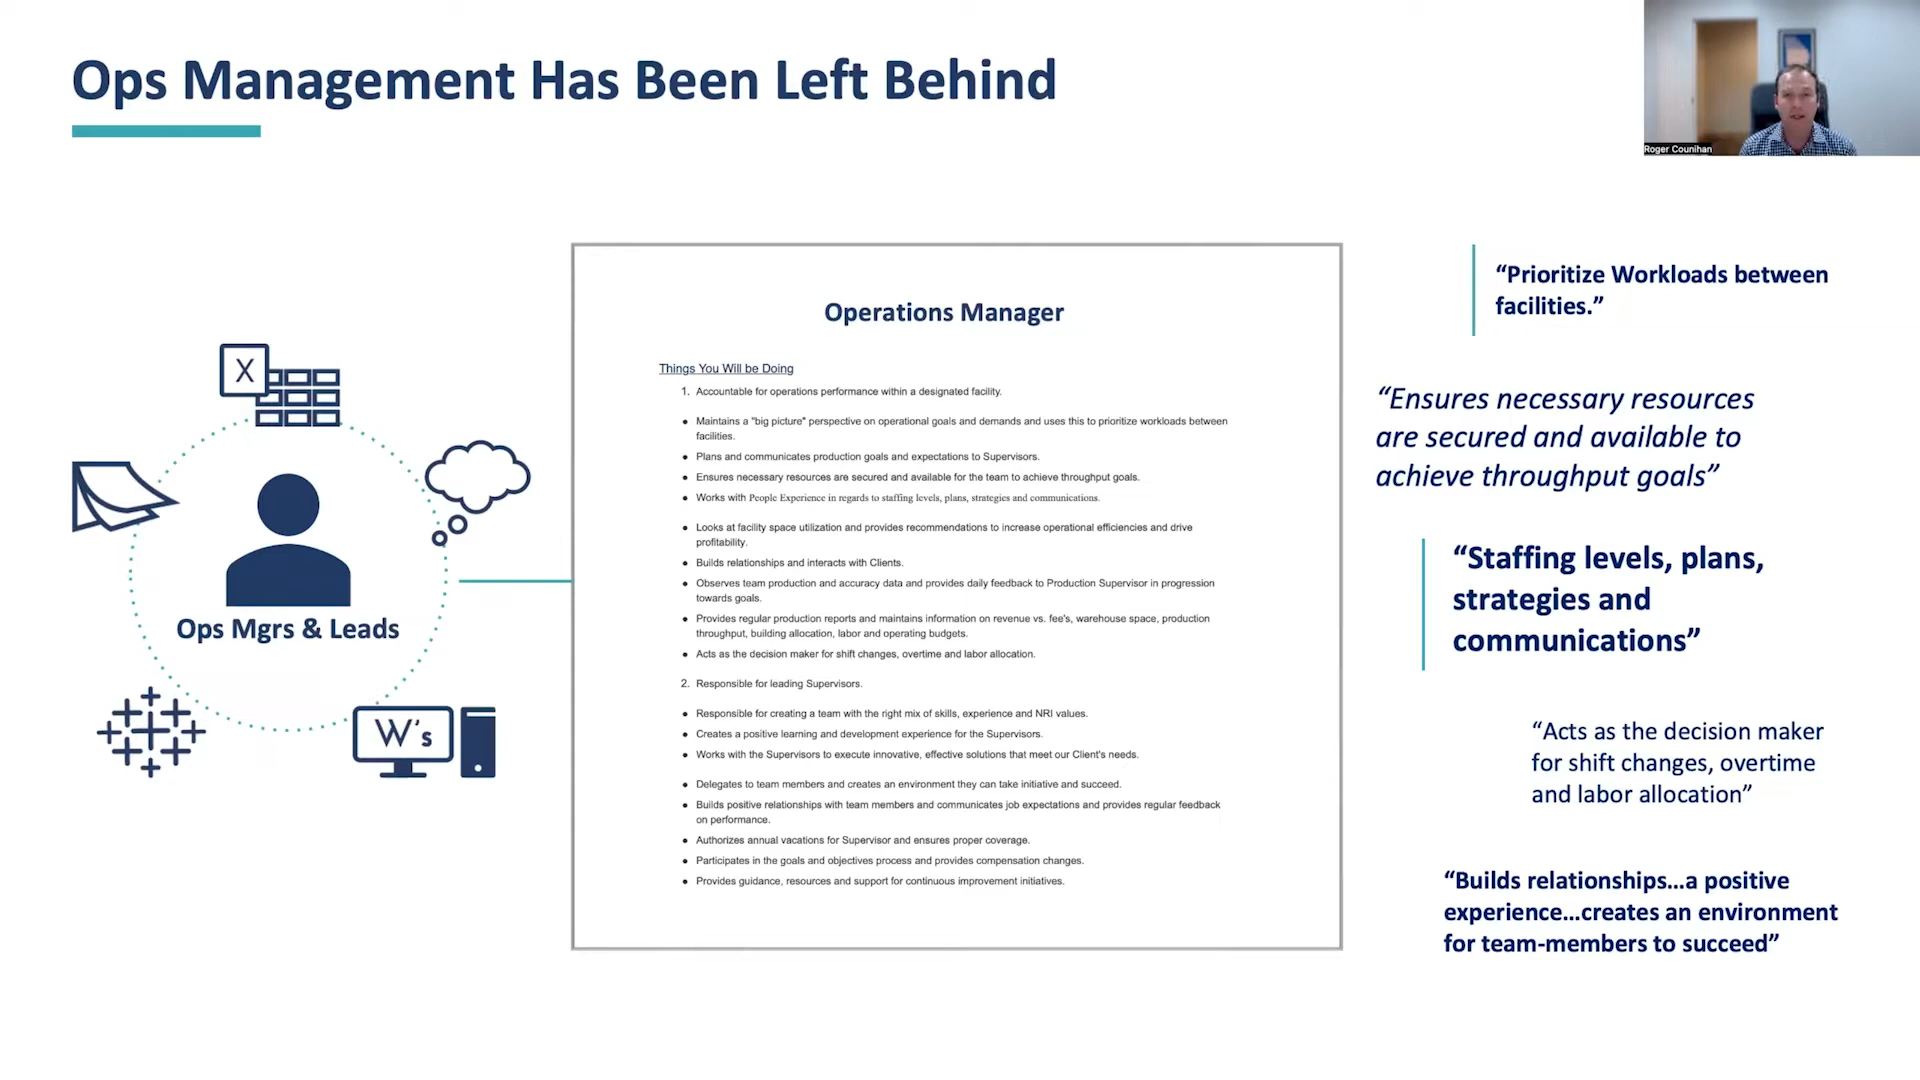 Ops Management Has Been Left Behind
Roger Counihan
X
W's
Ops Mgrs & Leads
Operations Manager
Things You Will be Doing
1. Accountable for operations performance within a designated facility.
● Maintains a "big picture" perspective on operational goals and demands and uses this to prioritize workloads between
facilities.
● Plans and communicates production goals and expectations to Supervisors.
● Ensures necessary resources are secured and available for the team to achieve throughput goals.
● Works with People Experience in regards to staffing levels, plans, strategies and communications.
● Looks at facility space utilization and provides recommendations to increase operational efficiencies and drive
profitability.
● Builds relationships and interacts with Clients.
● Observes team production and accuracy data and provides daily feedback to Production Supervisor in progression
towards goals.
● Provides regular production reports and maintains information on revenue vs. fee's, warehouse space, production
throughput, building allocation, labor and operating budgets.
● Acts as the decision maker for shift changes, overtime and labor allocation.
2. Responsible for leading Supervisors.
● Responsible for creating a team with the right mix of skills, experience and NRI values.
● Creates a positive learning and development experience for the Supervisors.
● Works with the Supervisors to execute innovative, effective solutions that meet our Client's needs.
● Delegates to team members and creates an environment they can take initiative and succeed.
● Builds positive relationships with team members and communicates job expectations and provides regular feedback
on performance.
● Authorizes annual vacations for Supervisor and ensures proper coverage.
● Participates in the goals and objectives process and provides compensation changes.
● Provides guidance, resources and support for continuous improvement initiatives.
“Prioritize Workloads between
facilities.”
“Ensures necessary resources
are secured and available to
achieve throughput goals”
“Staffing levels, plans,
strategies and
communications”
“Acts as the decision maker
for shift changes, overtime
and labor allocation”
“Builds relationships…a positive
experience…creates an environment
for team-members to succeed”